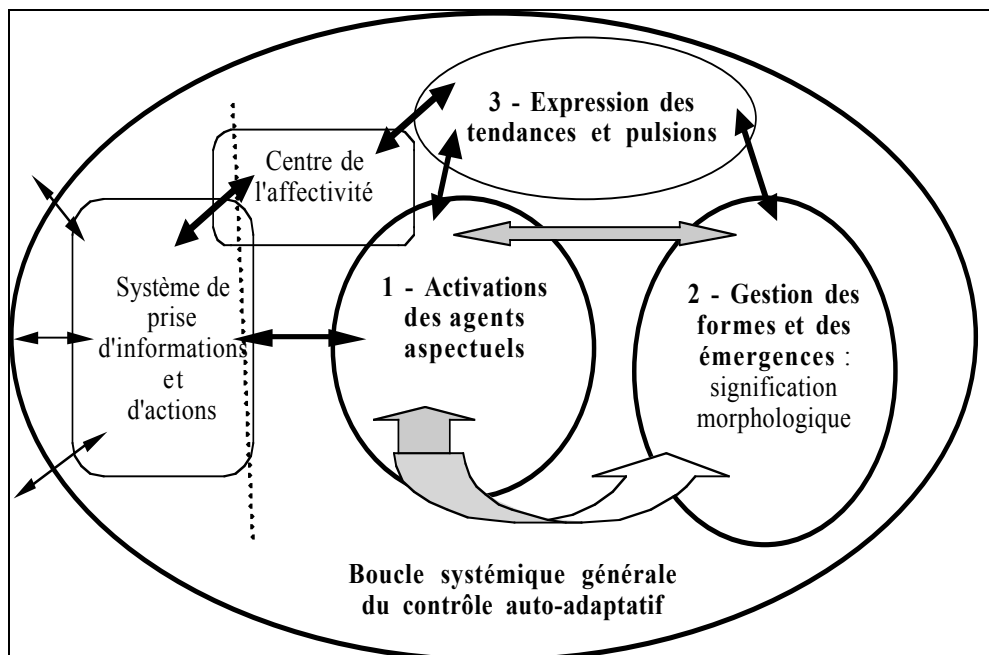 3 - Expression des
tendances et pulsions
Centre de
l'affectivité
Système de
prise
d'informations
et
d'actions
1 - Activations
des agents
aspectuels
2 - Gestion des
formes et des
émergences :
signification
morphologique
Boucle systémique générale
du contrôle auto-adaptatif